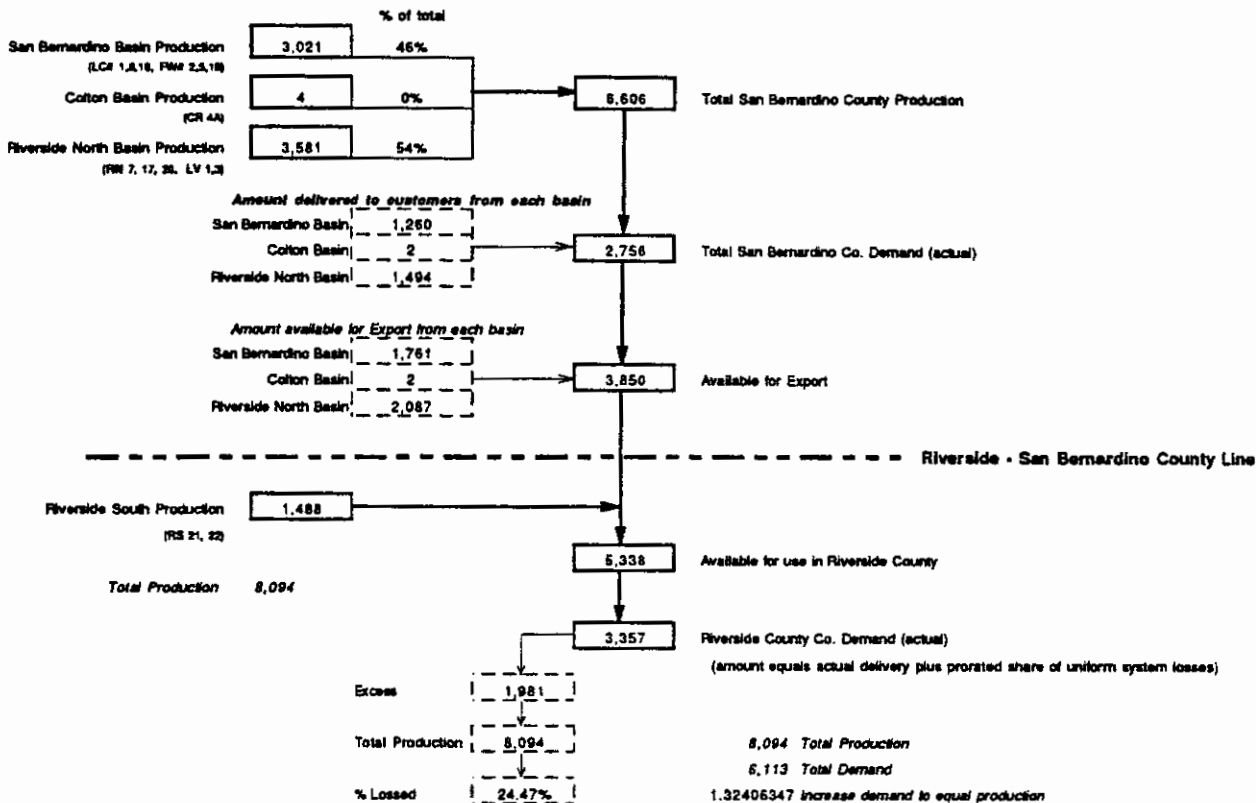 % of total
San Bernardino Basin Production 3,021 46%
Colton Basin Production 4 0% 6,606 Total San Bernardino County Production
(CR 4A)
Riverside North Basin Production 3,581 54%
(RN 7, 17, 36, LV 1,3)
Amount delivered to customers from each basin
San Bernardino Basin 1,260
Colton Basin 2 2,756 Total San Bernardino Co. Demand (actual)
Riverside North Basin 1,494
Amount available for Export from each basin
San Bernardino Basin 1,761
Colton Basin 2 3,850 Available for Export
Riverside North Basin 2,087
Riverside - San Bernardino County Line
Riverside South Production 1,488
(RS 21, 22)
5,338 Available for use in Riverside County
Total Production 8,094
3,357 Riverside County Co. Demand (actual)
(amount equals actual delivery plus prorated share of uniform system losses)
Excess 1,981
Total Production 8,094 8,094 Total Production
6,113 Total Demand
% Lossed 24.47% 1.32406347 increase demand to equal production